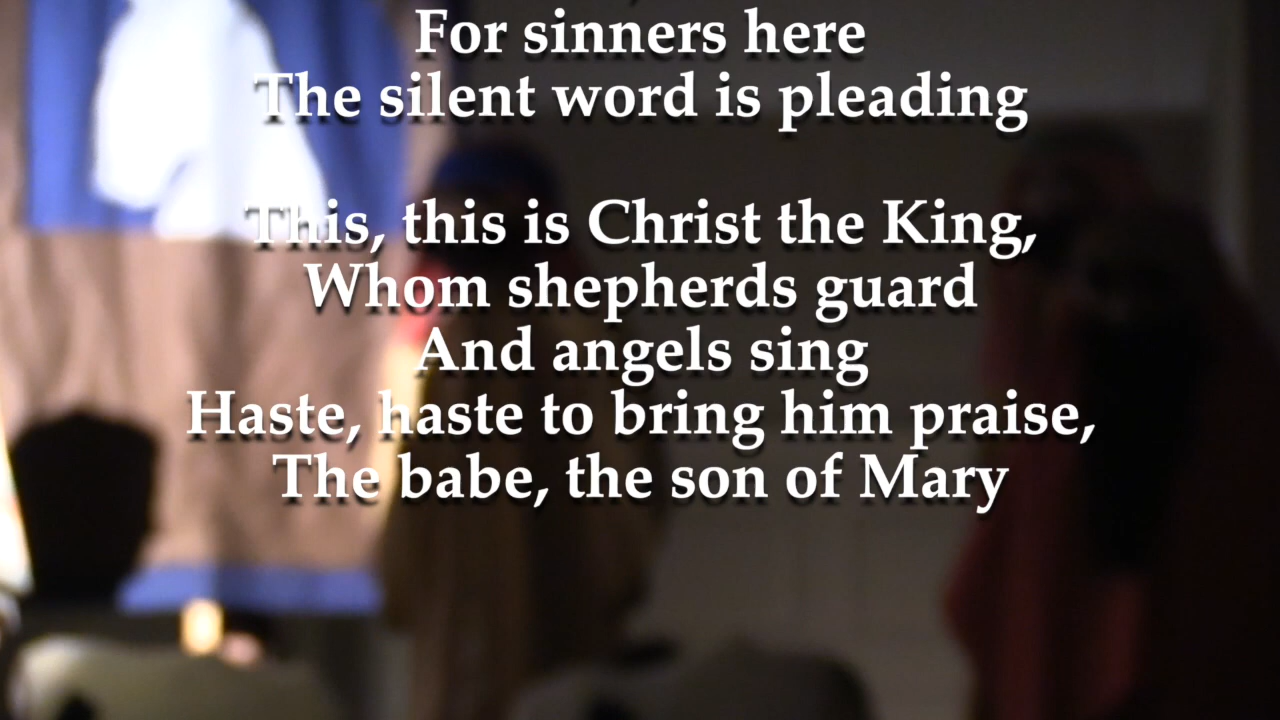 For sinners here
The silent word is pleading
This, this is Christ the King,
Whom shepherds guard
And angels sing
Haste, haste to bring him praise,
The babe, the son of Mary